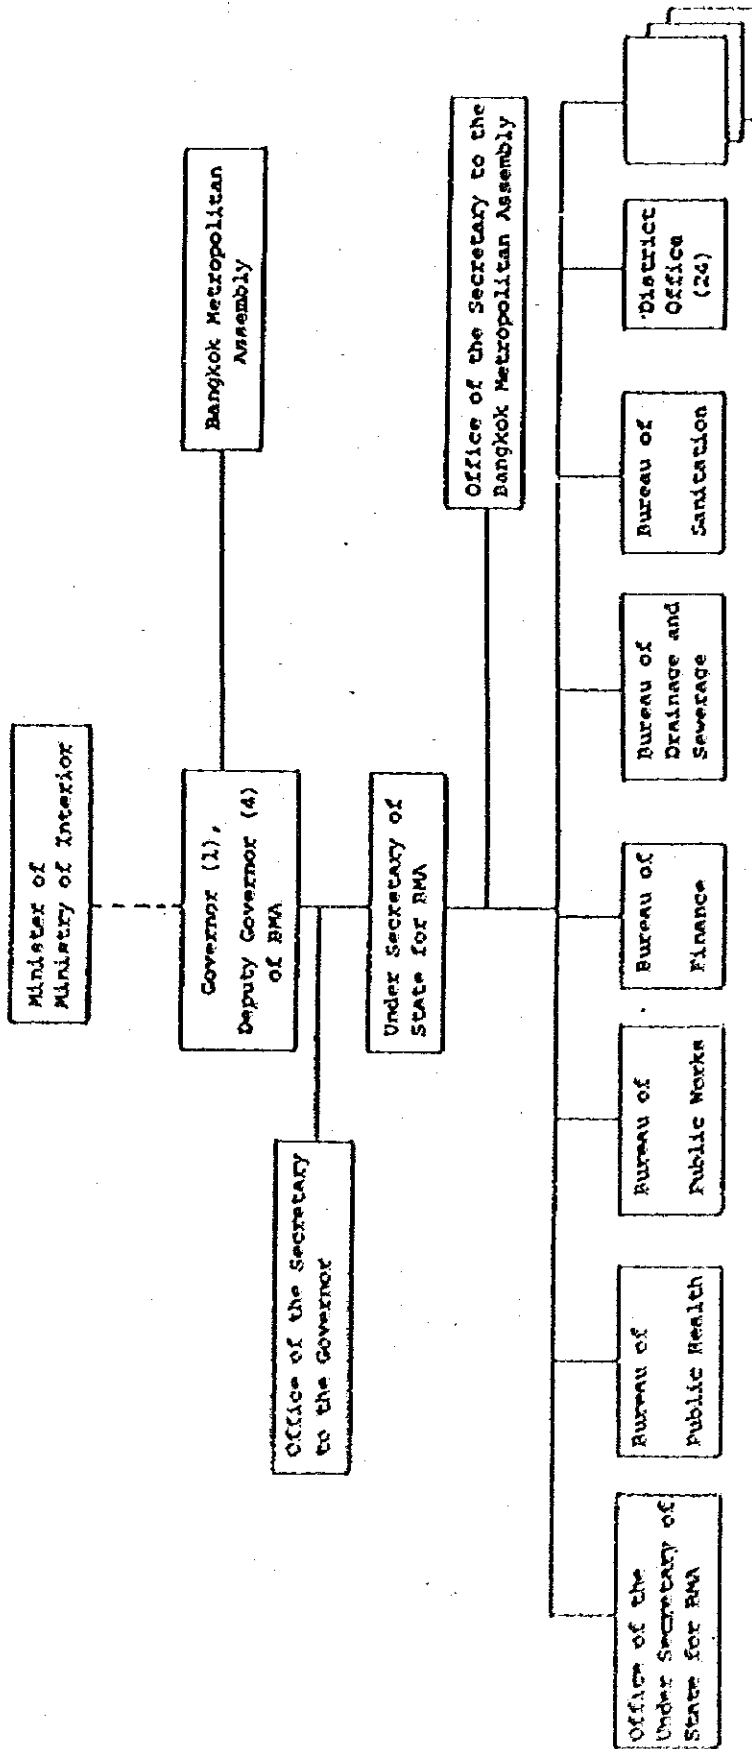 Minister of
Ministry of Interior
Governor (1),
Deputy Governor (4)
of BMA
Bangkok Metropolitan
Assembly
Office of the Secretary
to the Governor
Under Secretary of
State for BMA
Office of the Secretary to the
Bangkok Metropolitan Assembly
Office of the
Under Secretary of
State for BMA
Bureau of
Public Health
Bureau of
Public Works
Bureau of
Finance
Bureau of
Drainage and
Sewerage
Bureau of
Sanitation
District
Office
(24)